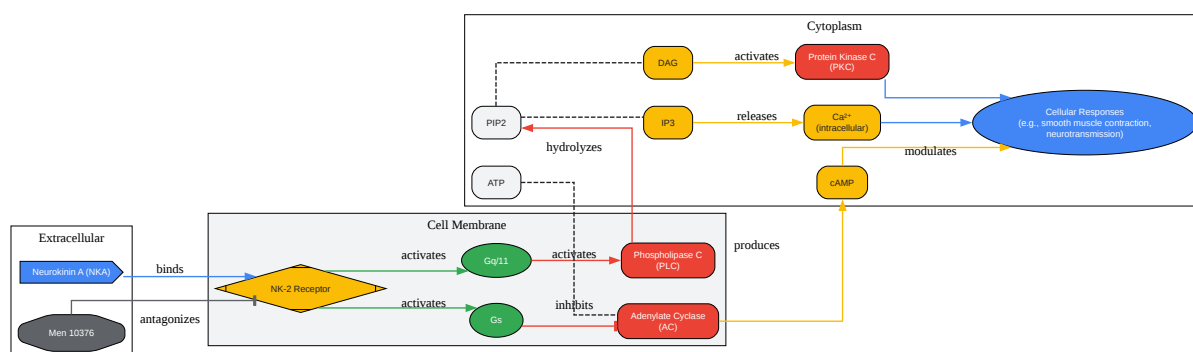 Cytoplasm
DAG
activates
Protein Kinase C
(PKC)
PIP2
IP3
releases
Ca²⁺
(intracellular)
Cellular Responses
(e.g., smooth muscle contraction,
neurotransmission)
hydrolyzes
modulates
ATP
cAMP
Cell Membrane
Extracellular
produces
Neurokinin A (NKA)
binds
NK-2 Receptor
activates
Gq/11
activates
Phospholipase C
(PLC)
Men 10376
antagonizes
activates
Gs
inhibits
Adenylate Cyclase
(AC)